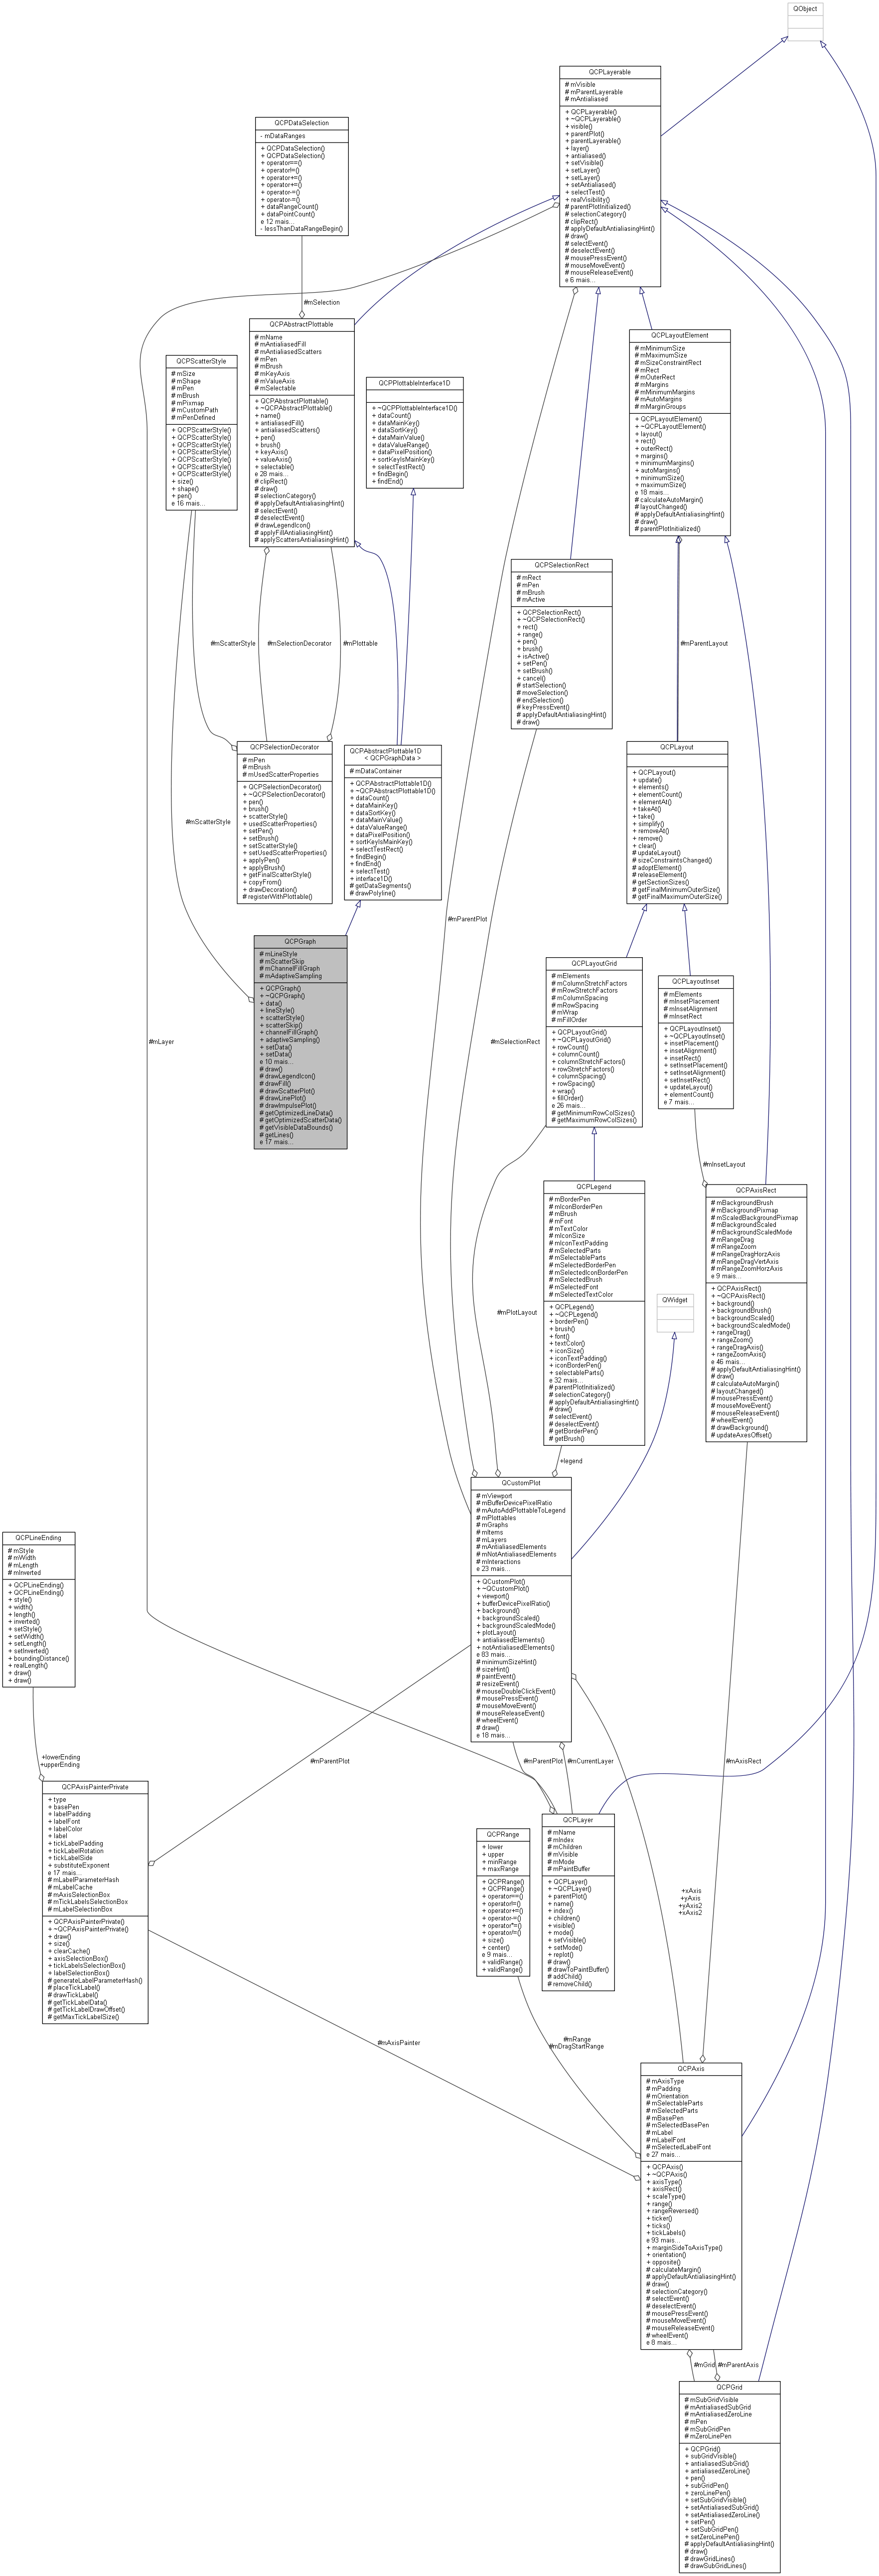 QObject
QCPLayerable
# mVisible
# mParentLayerable
# mAntialiased
+ QCPLayerable()
+ ~QCPLayerable()
+ visible()
+ parentPlot()
+ parentLayerable()
+ layer()
+ antialiased()
+ setVisible()
+ setLayer()
+ setLayer()
+ setAntialiased()
+ selectTest()
+ realVisibility()
# parentPlotInitialized()
# selectionCategory()
# clipRect()
# applyDefaultAntialiasingHint()
# draw()
# selectEvent()
# deselectEvent()
# mousePressEvent()
# mouseMoveEvent()
# mouseReleaseEvent()
e 6 mais...
QCPDataSelection
- mDataRanges
+ QCPDataSelection()
+ QCPDataSelection()
+ operator==()
+ operator!=()
+ operator+=()
+ operator+=()
+ operator-=()
+ operator-=()
+ dataRangeCount()
+ dataPointCount()
e 12 mais...
- lessThanDataRangeBegin()
#mSelection
QCPAbstractPlottable
# mName
# mAntialiasedFill
# mAntialiasedScatters
# mPen
# mBrush
# mKeyAxis
# mValueAxis
# mSelectable
+ QCPAbstractPlottable()
+ ~QCPAbstractPlottable()
+ name()
+ antialiasedFill()
+ antialiasedScatters()
+ pen()
+ brush()
+ keyAxis()
+ valueAxis()
+ selectable()
e 28 mais...
# clipRect()
# draw()
# selectionCategory()
# applyDefaultAntialiasingHint()
# selectEvent()
# deselectEvent()
# drawLegendIcon()
# applyFillAntialiasingHint()
# applyScattersAntialiasingHint()
QCPLayoutElement
# mMinimumSize
# mMaximumSize
# mSizeConstraintRect
# mRect
# mOuterRect
# mMargins
# mMinimumMargins
# mAutoMargins
# mMarginGroups
+ QCPLayoutElement()
+ ~QCPLayoutElement()
+ layout()
+ rect()
+ outerRect()
+ margins()
+ minimumMargins()
+ autoMargins()
+ minimumSize()
+ maximumSize()
e 18 mais...
# calculateAutoMargin()
# layoutChanged()
# applyDefaultAntialiasingHint()
# draw()
# parentPlotInitialized()
QCPScatterStyle
# mSize
# mShape
# mPen
# mBrush
# mPixmap
# mCustomPath
# mPenDefined
+ QCPScatterStyle()
+ QCPScatterStyle()
+ QCPScatterStyle()
+ QCPScatterStyle()
+ QCPScatterStyle()
+ QCPScatterStyle()
+ QCPScatterStyle()
+ size()
+ shape()
+ pen()
e 16 mais...
QCPPlottableInterface1D
+ ~QCPPlottableInterface1D()
+ dataCount()
+ dataMainKey()
+ dataSortKey()
+ dataMainValue()
+ dataValueRange()
+ dataPixelPosition()
+ sortKeyIsMainKey()
+ selectTestRect()
+ findBegin()
+ findEnd()
QCPSelectionRect
# mRect
# mPen
# mBrush
# mActive
+ QCPSelectionRect()
+ ~QCPSelectionRect()
+ rect()
+ range()
+ pen()
+ brush()
+ isActive()
+ setPen()
+ setBrush()
+ cancel()
# startSelection()
# moveSelection()
# endSelection()
# keyPressEvent()
# applyDefaultAntialiasingHint()
# draw()
#mScatterStyle
#mSelectionDecorator
#mPlottable
#mParentLayout
QCPSelectionDecorator
# mPen
# mBrush
# mUsedScatterProperties
+ QCPSelectionDecorator()
+ ~QCPSelectionDecorator()
+ pen()
+ brush()
+ scatterStyle()
+ usedScatterProperties()
+ setPen()
+ setBrush()
+ setScatterStyle()
+ setUsedScatterProperties()
+ applyPen()
+ applyBrush()
+ getFinalScatterStyle()
+ copyFrom()
+ drawDecoration()
# registerWithPlottable()
QCPAbstractPlottable1D
< QCPGraphData >
# mDataContainer
+ QCPAbstractPlottable1D()
+ ~QCPAbstractPlottable1D()
+ dataCount()
+ dataMainKey()
+ dataSortKey()
+ dataMainValue()
+ dataValueRange()
+ dataPixelPosition()
+ sortKeyIsMainKey()
+ selectTestRect()
+ findBegin()
+ findEnd()
+ selectTest()
+ interface1D()
# getDataSegments()
# drawPolyline()
QCPLayout
+ QCPLayout()
+ update()
+ elements()
+ elementCount()
+ elementAt()
+ takeAt()
+ take()
+ simplify()
+ removeAt()
+ remove()
+ clear()
# updateLayout()
# sizeConstraintsChanged()
# adoptElement()
# releaseElement()
# getSectionSizes()
# getFinalMinimumOuterSize()
# getFinalMaximumOuterSize()
#mScatterStyle
#mParentPlot
QCPGraph
# mLineStyle
# mScatterSkip
# mChannelFillGraph
# mAdaptiveSampling
+ QCPGraph()
+ ~QCPGraph()
+ data()
+ lineStyle()
+ scatterStyle()
+ scatterSkip()
+ channelFillGraph()
+ adaptiveSampling()
+ setData()
+ setData()
e 10 mais...
# draw()
# drawLegendIcon()
# drawFill()
# drawScatterPlot()
# drawLinePlot()
# drawImpulsePlot()
# getOptimizedLineData()
# getOptimizedScatterData()
# getVisibleDataBounds()
# getLines()
e 17 mais...
#mLayer
#mSelectionRect
QCPLayoutGrid
# mElements
# mColumnStretchFactors
# mRowStretchFactors
# mColumnSpacing
# mRowSpacing
# mWrap
# mFillOrder
+ QCPLayoutGrid()
+ ~QCPLayoutGrid()
+ rowCount()
+ columnCount()
+ columnStretchFactors()
+ rowStretchFactors()
+ columnSpacing()
+ rowSpacing()
+ wrap()
+ fillOrder()
e 26 mais...
# getMinimumRowColSizes()
# getMaximumRowColSizes()
QCPLayoutInset
# mElements
# mInsetPlacement
# mInsetAlignment
# mInsetRect
+ QCPLayoutInset()
+ ~QCPLayoutInset()
+ insetPlacement()
+ insetAlignment()
+ insetRect()
+ setInsetPlacement()
+ setInsetAlignment()
+ setInsetRect()
+ updateLayout()
+ elementCount()
e 7 mais...
#mInsetLayout
QCPLegend
# mBorderPen
# mIconBorderPen
# mBrush
# mFont
# mTextColor
# mIconSize
# mIconTextPadding
# mSelectedParts
# mSelectableParts
# mSelectedBorderPen
# mSelectedIconBorderPen
# mSelectedBrush
# mSelectedFont
# mSelectedTextColor
+ QCPLegend()
+ ~QCPLegend()
+ borderPen()
+ brush()
+ font()
+ textColor()
+ iconSize()
+ iconTextPadding()
+ iconBorderPen()
+ selectableParts()
e 32 mais...
# parentPlotInitialized()
# selectionCategory()
# applyDefaultAntialiasingHint()
# draw()
# selectEvent()
# deselectEvent()
# getBorderPen()
# getBrush()
QCPAxisRect
# mBackgroundBrush
# mBackgroundPixmap
# mScaledBackgroundPixmap
# mBackgroundScaled
# mBackgroundScaledMode
# mRangeDrag
# mRangeZoom
# mRangeDragHorzAxis
# mRangeDragVertAxis
# mRangeZoomHorzAxis
e 9 mais...
+ QCPAxisRect()
+ ~QCPAxisRect()
+ background()
+ backgroundBrush()
+ backgroundScaled()
+ backgroundScaledMode()
+ rangeDrag()
+ rangeZoom()
+ rangeDragAxis()
+ rangeZoomAxis()
e 46 mais...
# applyDefaultAntialiasingHint()
# draw()
# calculateAutoMargin()
# layoutChanged()
# mousePressEvent()
# mouseMoveEvent()
# mouseReleaseEvent()
# wheelEvent()
# drawBackground()
# updateAxesOffset()
QWidget
#mPlotLayout
+legend
QCustomPlot
# mViewport
# mBufferDevicePixelRatio
# mAutoAddPlottableToLegend
# mPlottables
# mGraphs
# mItems
# mLayers
# mAntialiasedElements
# mNotAntialiasedElements
# mInteractions
e 23 mais...
+ QCustomPlot()
+ ~QCustomPlot()
+ viewport()
+ bufferDevicePixelRatio()
+ background()
+ backgroundScaled()
+ backgroundScaledMode()
+ plotLayout()
+ antialiasedElements()
+ notAntialiasedElements()
e 83 mais...
# minimumSizeHint()
# sizeHint()
# paintEvent()
# resizeEvent()
# mouseDoubleClickEvent()
# mousePressEvent()
# mouseMoveEvent()
# mouseReleaseEvent()
# wheelEvent()
# draw()
e 18 mais...
QCPLineEnding
# mStyle
# mWidth
# mLength
# mInverted
+ QCPLineEnding()
+ QCPLineEnding()
+ style()
+ width()
+ length()
+ inverted()
+ setStyle()
+ setWidth()
+ setLength()
+ setInverted()
+ boundingDistance()
+ realLength()
+ draw()
+ draw()
+lowerEnding
+upperEnding
#mParentPlot
#mParentPlot
#mCurrentLayer
#mAxisRect
QCPAxisPainterPrivate
+ type
+ basePen
+ labelPadding
+ labelFont
+ labelColor
+ label
+ tickLabelPadding
+ tickLabelRotation
+ tickLabelSide
+ substituteExponent
e 17 mais...
# mLabelParameterHash
# mLabelCache
# mAxisSelectionBox
# mTickLabelsSelectionBox
# mLabelSelectionBox
+ QCPAxisPainterPrivate()
+ ~QCPAxisPainterPrivate()
+ draw()
+ size()
+ clearCache()
+ axisSelectionBox()
+ tickLabelsSelectionBox()
+ labelSelectionBox()
# generateLabelParameterHash()
# placeTickLabel()
# drawTickLabel()
# getTickLabelData()
# getTickLabelDrawOffset()
# getMaxTickLabelSize()
QCPRange
+ lower
+ upper
+ minRange
+ maxRange
+ QCPRange()
+ QCPRange()
+ operator==()
+ operator!=()
+ operator+=()
+ operator-=()
+ operator*=()
+ operator/=()
+ size()
+ center()
e 9 mais...
+ validRange()
+ validRange()
QCPLayer
# mName
# mIndex
# mChildren
# mVisible
# mMode
# mPaintBuffer
+ QCPLayer()
+ ~QCPLayer()
+ parentPlot()
+ name()
+ index()
+ children()
+ visible()
+ mode()
+ setVisible()
+ setMode()
+ replot()
# draw()
# drawToPaintBuffer()
# addChild()
# removeChild()
+xAxis
+yAxis
+yAxis2
+xAxis2
#mAxisPainter
#mRange
#mDragStartRange
QCPAxis
# mAxisType
# mPadding
# mOrientation
# mSelectableParts
# mSelectedParts
# mBasePen
# mSelectedBasePen
# mLabel
# mLabelFont
# mSelectedLabelFont
e 27 mais...
+ QCPAxis()
+ ~QCPAxis()
+ axisType()
+ axisRect()
+ scaleType()
+ range()
+ rangeReversed()
+ ticker()
+ ticks()
+ tickLabels()
e 93 mais...
+ marginSideToAxisType()
+ orientation()
+ opposite()
# calculateMargin()
# applyDefaultAntialiasingHint()
# draw()
# selectionCategory()
# selectEvent()
# deselectEvent()
# mousePressEvent()
# mouseMoveEvent()
# mouseReleaseEvent()
# wheelEvent()
e 8 mais...
#mGrid
#mParentAxis
QCPGrid
# mSubGridVisible
# mAntialiasedSubGrid
# mAntialiasedZeroLine
# mPen
# mSubGridPen
# mZeroLinePen
+ QCPGrid()
+ subGridVisible()
+ antialiasedSubGrid()
+ antialiasedZeroLine()
+ pen()
+ subGridPen()
+ zeroLinePen()
+ setSubGridVisible()
+ setAntialiasedSubGrid()
+ setAntialiasedZeroLine()
+ setPen()
+ setSubGridPen()
+ setZeroLinePen()
# applyDefaultAntialiasingHint()
# draw()
# drawGridLines()
# drawSubGridLines()